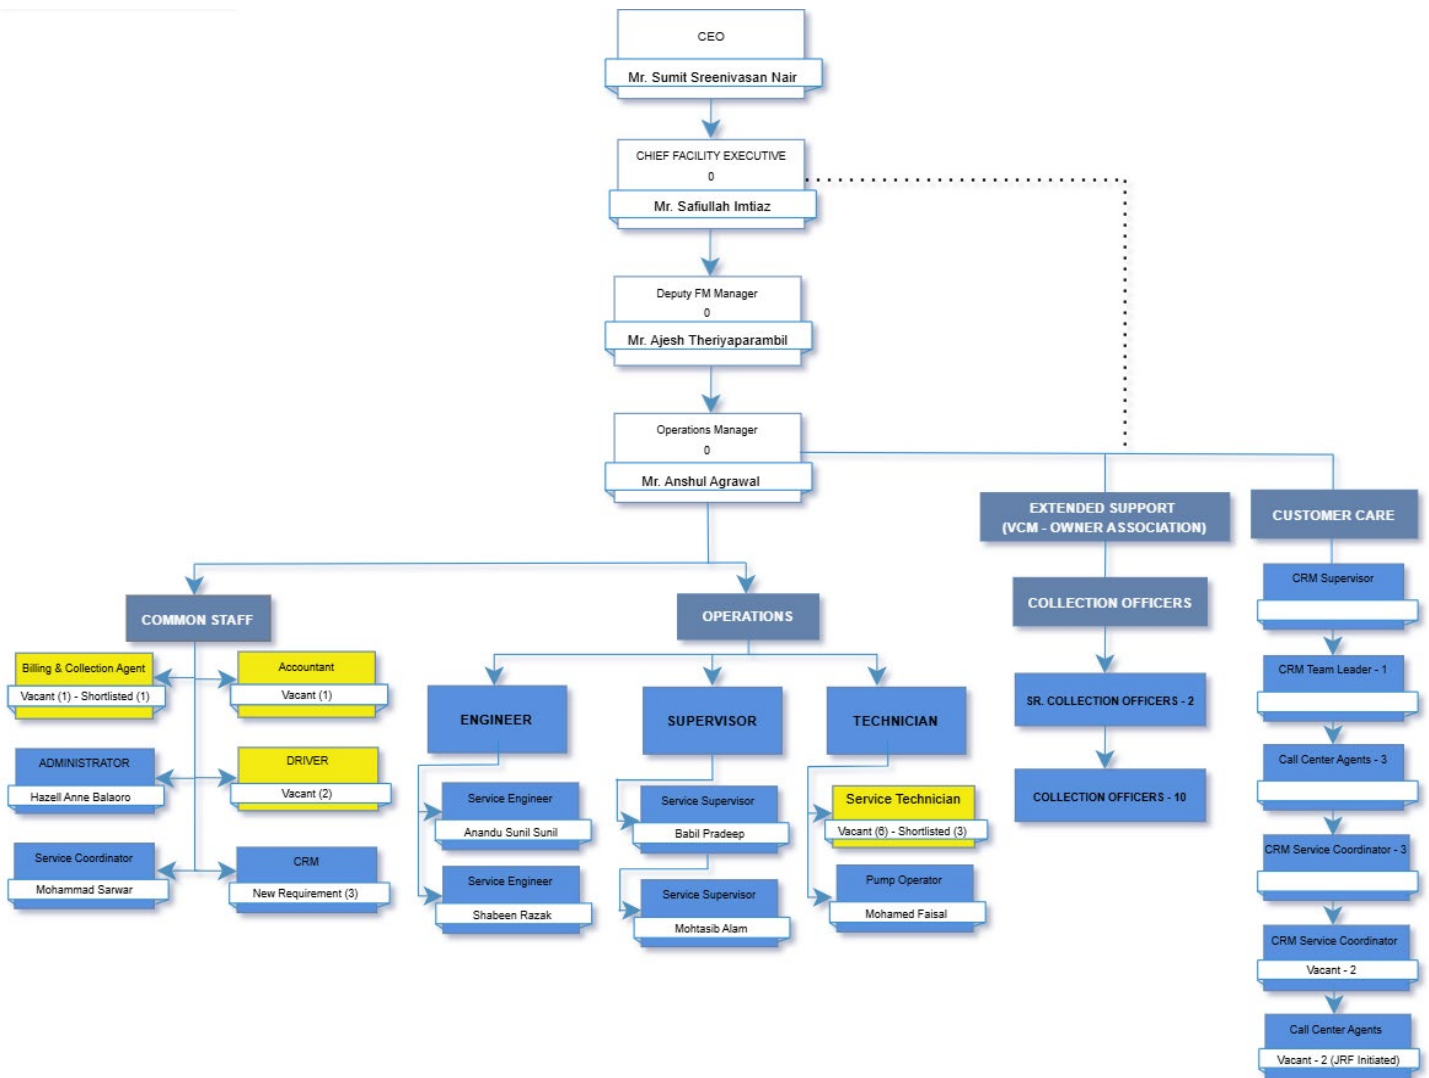 CEO
Mr. Sumit Sreenivasan Nair
CHIEF FACILITY EXECUTIVE
0
Mr. Safiullah Imtiaz
Deputy FM Manager
0
Mr. Ajesh Theriyaparambil
Operations Manager
0
Mr. Anshul Agrawal
COMMON STAFF
Billing & Collection Agent
Vacant (1) - Shortlisted (1)
Accountant
Vacant (1)
ADMINISTRATOR
Hazell Anne Balaoro
DRIVER
Vacant (2)
Service Coordinator
Mohammad Sarwar
CRM
New Requirement (3)
OPERATIONS
ENGINEER
Service Engineer
Anandu Sunil Sunil
Service Engineer
Shabeen Razak
SUPERVISOR
Service Supervisor
Babil Pradeep
Service Supervisor
Mohtasib Alam
TECHNICIAN
Service Technician
Vacant (6) - Shortlisted (3)
Pump Operator
Mohamed Faisal
EXTENDED SUPPORT
(VCM - OWNER ASSOCIATION)
COLLECTION OFFICERS
SR. COLLECTION OFFICERS - 2
COLLECTION OFFICERS - 10
CUSTOMER CARE
CRM Supervisor
CRM Team Leader - 1
Call Center Agents - 3
CRM Service Coordinator - 3
CRM Service Coordinator
Vacant - 2
Call Center Agents
Vacant - 2 (JRF Initiated)